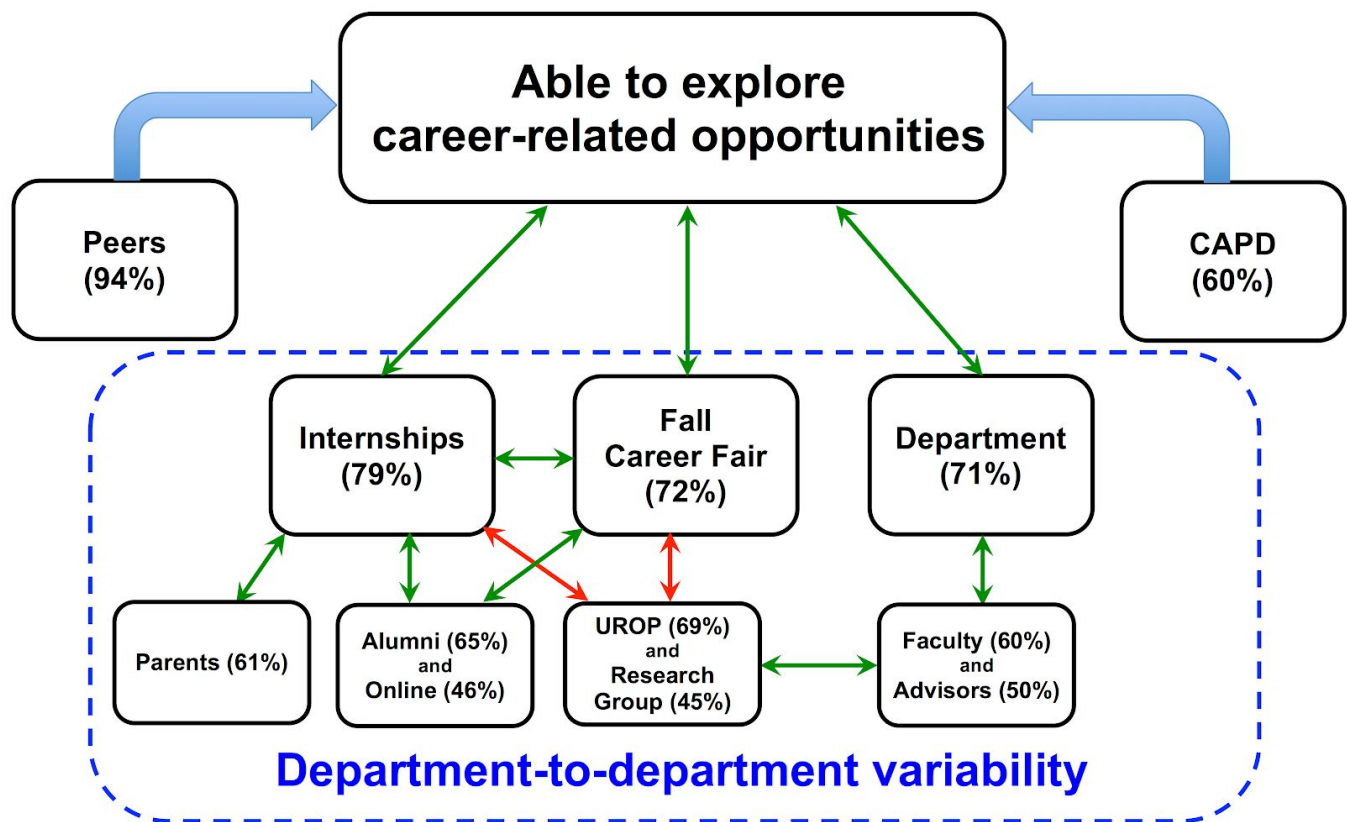 Able to explore
career-related opportunities
Peers
(94%)
CAPD
(60%)
Internships
(79%)
Fall
Career Fair
(72%)
Department
(71%)
Parents (61%)
Alumni (65%)
and
Online (46%)
UROP (69%)
and
Research
Group (45%)
Faculty (60%)
and
Advisors (50%)
Department-to-department variability